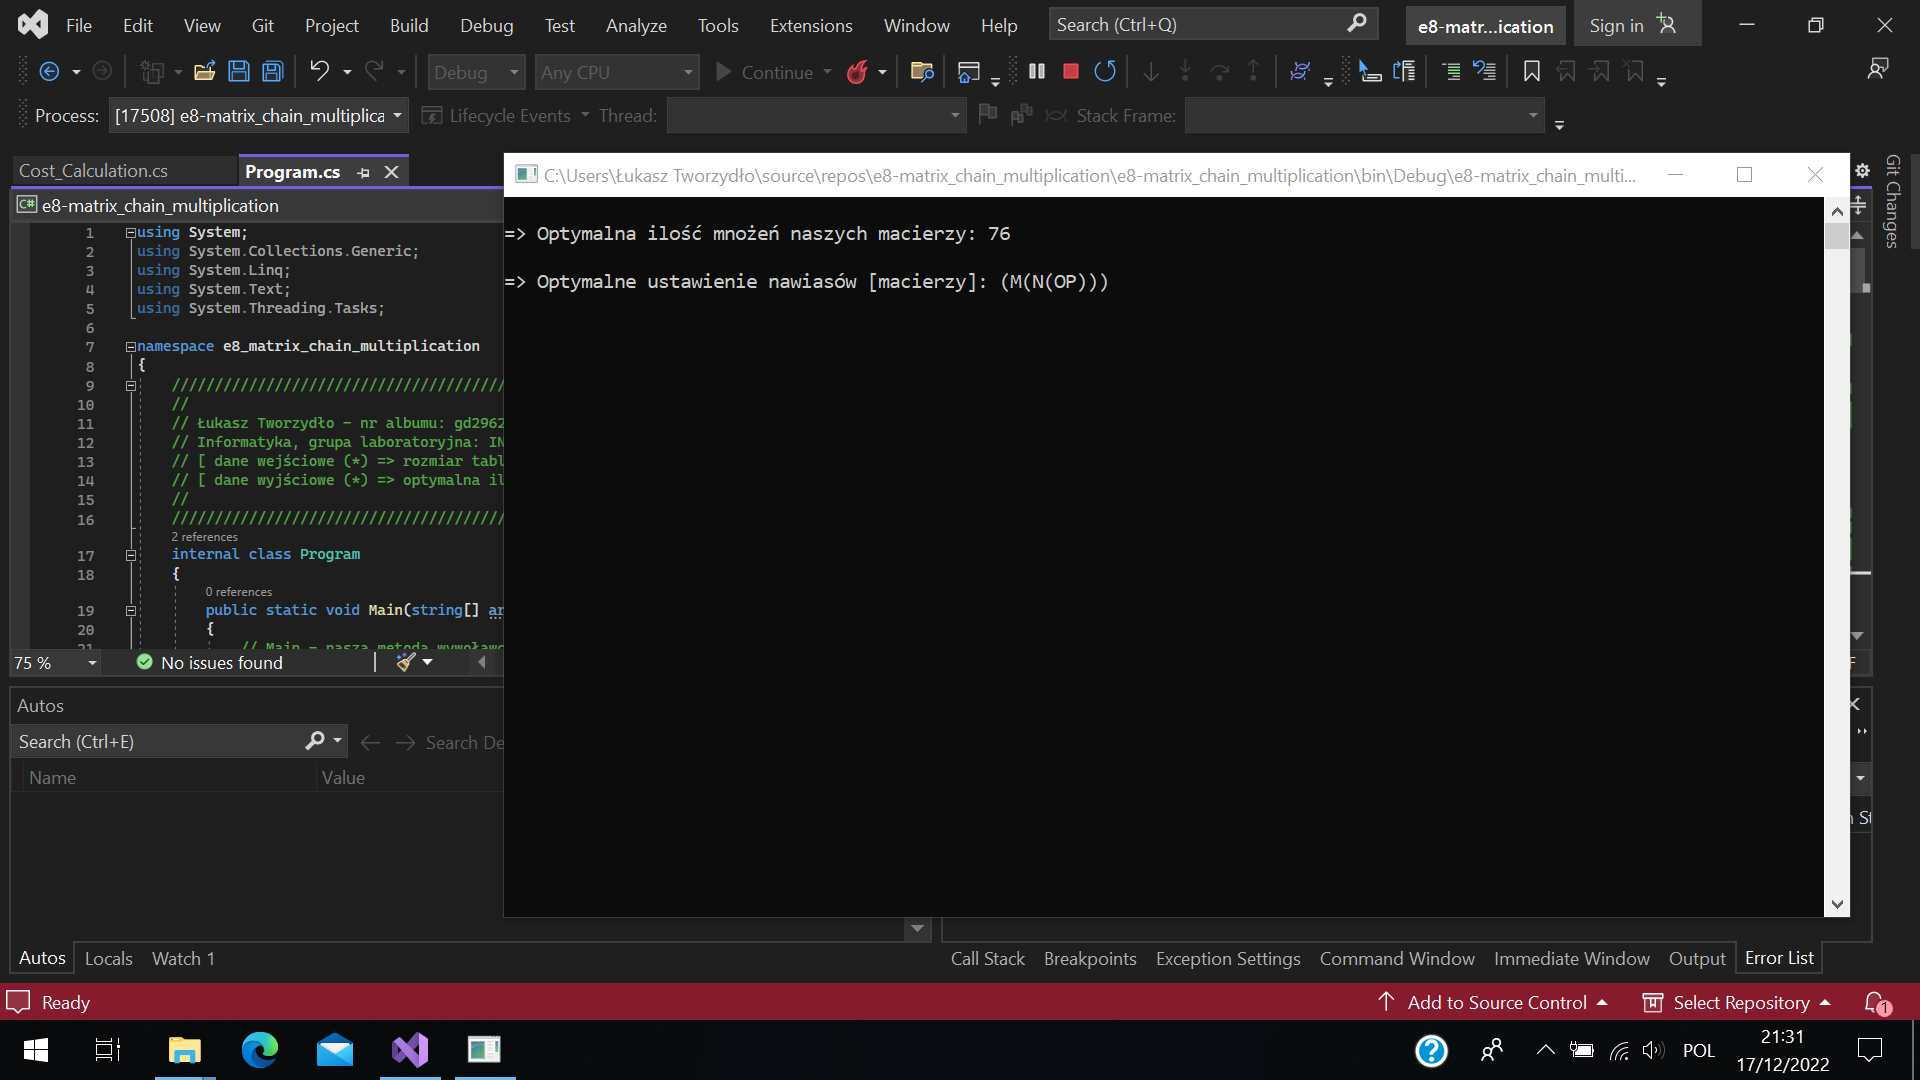 File Edit View Git Project Build Debug Test Analyze Tools Extensions Window Help Search (Ctrl+Q) e8-matr...ication Sign in
Debug Any CPU Continue
Process: [17508] e8-matrix_chain_multiplica Lifecycle Events Thread: Stack Frame:
Cost_Calculation.cs Program.cs
C:\Users\Łukasz Tworzydło\source\repos\e8-matrix_chain_multiplication\e8-matrix_chain_multiplication\bin\Debug\e8-matrix_chain_multi...
Git Changes
C# e8-matrix_chain_multiplication
1 using System;
2 using System.Collections.Generic;
3 using System.Linq;
4 using System.Text;
5 using System.Threading.Tasks;
6
7 namespace e8_matrix_chain_multiplication
8 {
9 ///////////////////////////////////////
10 //
11 // Łukasz Tworzydło - nr albumu: gd2962
12 // Informatyka, grupa laboratoryjna: IN
13 // [ dane wejściowe (*) => rozmiar tabl
14 // [ dane wyjściowe (*) => optymalna il
15 //
16 ///////////////////////////////////////
2 references
17 internal class Program
18 {
0 references
19 public static void Main(string[] ar
20 {
21 // Main - nasza metoda wywoławc
=> Optymalna ilość mnożeń naszych macierzy: 76
=> Optymalne ustawienie nawiasów [macierzy]: (M(N(OP)))
75 % No issues found
Autos
Search (Ctrl+E) Search De
Name Value
Autos Locals Watch 1
Call Stack Breakpoints Exception Settings Command Window Immediate Window Output Error List
Ready Add to Source Control Select Repository 1
POL 21:31
17/12/2022